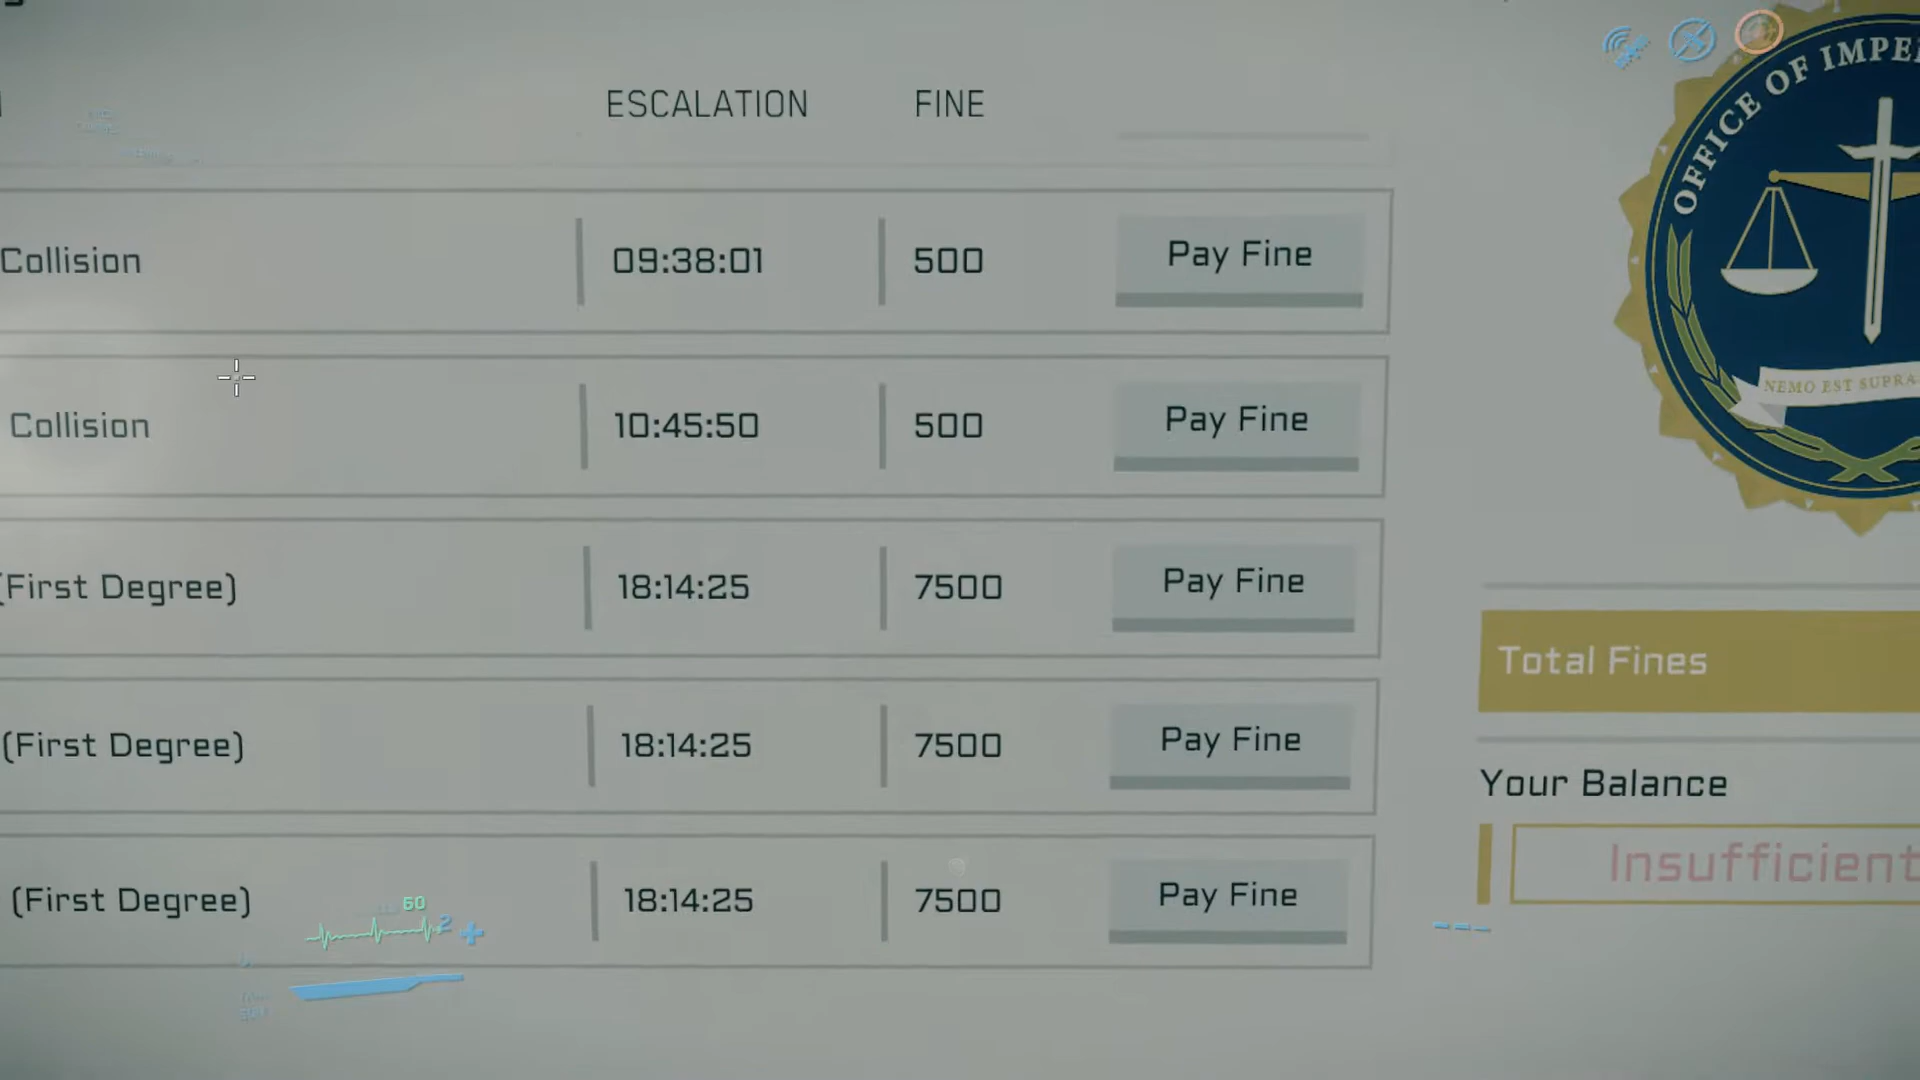 OFFICE OF IMPE
ESCALATION FINE
Collision 09:38:01 500 Pay Fine
Collision 10:45:50 500 Pay Fine
NEMO EST SUPRA
(First Degree) 18:14:25 7500 Pay Fine
Total Fines
(First Degree) 18:14:25 7500 Pay Fine
Your Balance
Insufficient
(First Degree) 18:14:25 7500 Pay Fine
60
2